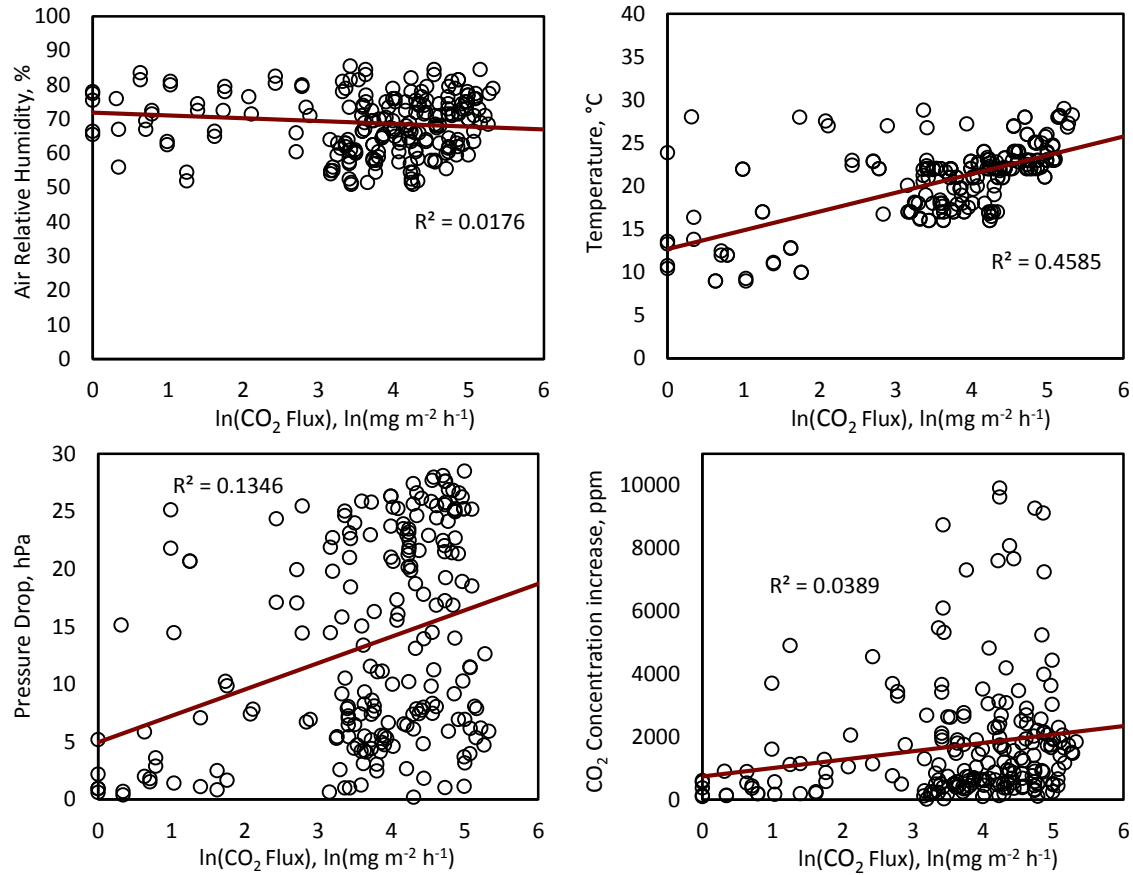 Air Relative Humidity, %
100
90
80
70
60
50
40
30
20
10
0
R² = 0.0176
0 1 2 3 4 5 6
ln(CO₂ Flux), ln(mg m⁻² h⁻¹)
Temperature, °C
40
35
30
25
20
15
10
5
0
R² = 0.4585
0 1 2 3 4 5 6
ln(CO₂ Flux), ln(mg m⁻² h⁻¹)
Pressure Drop, hPa
30
25
20
15
10
5
0
R² = 0.1346
0 1 2 3 4 5 6
ln(CO₂ Flux), ln(mg m⁻² h⁻¹)
CO₂ Concentration increase, ppm
10000
8000
6000
4000
2000
0
R² = 0.0389
0 1 2 3 4 5 6
ln(CO₂ Flux), ln(mg m⁻² h⁻¹)